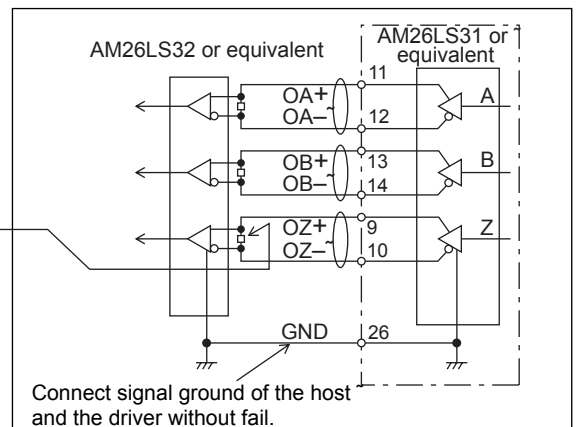 AM26LS32 or equivalent
AM26LS31 or ~
equivalent
11
OA+
OA–~
12
A
OB+
13
OB–~
14
B
OZ+
9
OZ–~
10
Z
GND
26
Connect signal ground of the host ~
and the driver without fail.